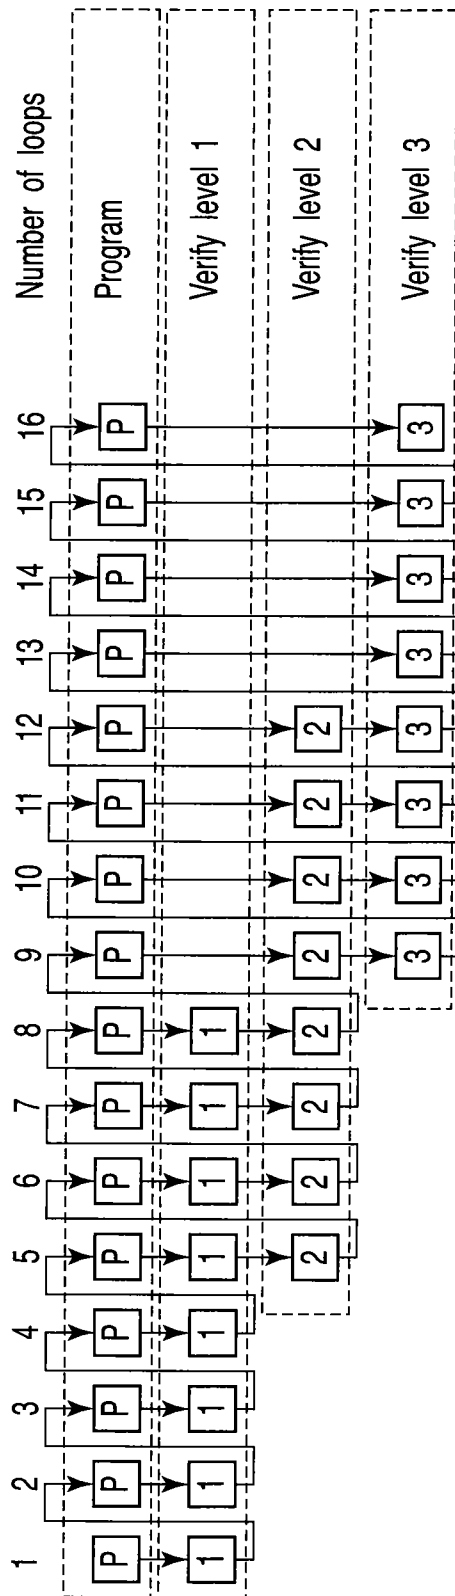 1 2 3 4 5 6 7 8 9 10 11 12 13 14 15 16 Number of loops
P P P P P P P P P P P P P P P P Program
1 1 1 1 1 1 1 1 Verify level 1
2 2 2 2 2 2 2 2 Verify level 2
3 3 3 3 3 3 3 3 Verify level 3